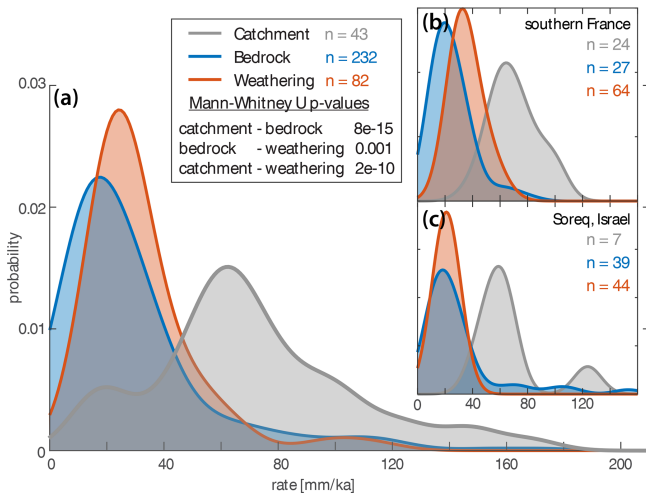 Catchment n = 43
Bedrock n = 232
Weathering n = 82
Mann-Whitney U p-values
catchment - bedrock 8e-15
bedrock - weathering 0.001
catchment - weathering 2e-10
(a)
0.03
0.02
0.01
0
probability
0 40 80 120 160 200
rate [mm/ka]
(b)
southern France
n = 24
n = 27
n = 64
(c)
Soreq, Israel
n = 7
n = 39
n = 44
0 40 80 120